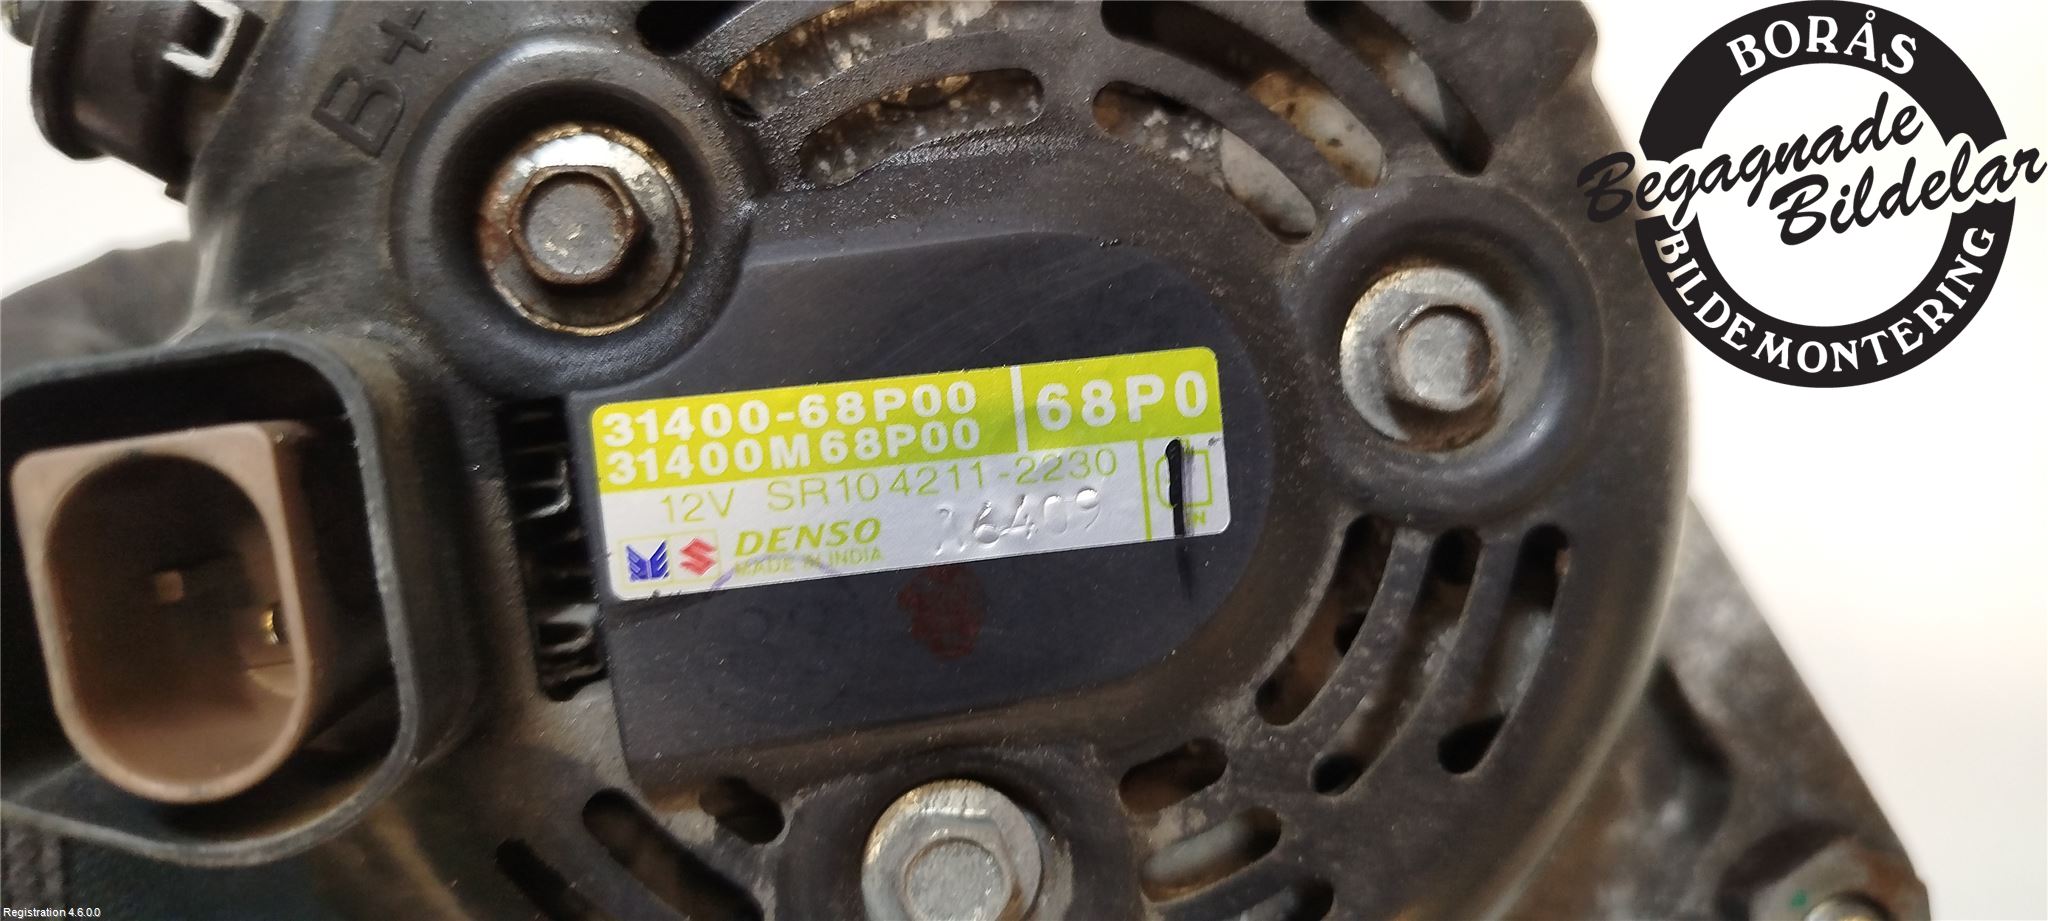 B+
31400-68P00
31400M68P00
68P0
12V SR10 4211-2230
DENSO
MADE IN INDIA
BORÅS
Begagnade
Bildelar
BILDEMONTERING
Registration 4.6.0.0